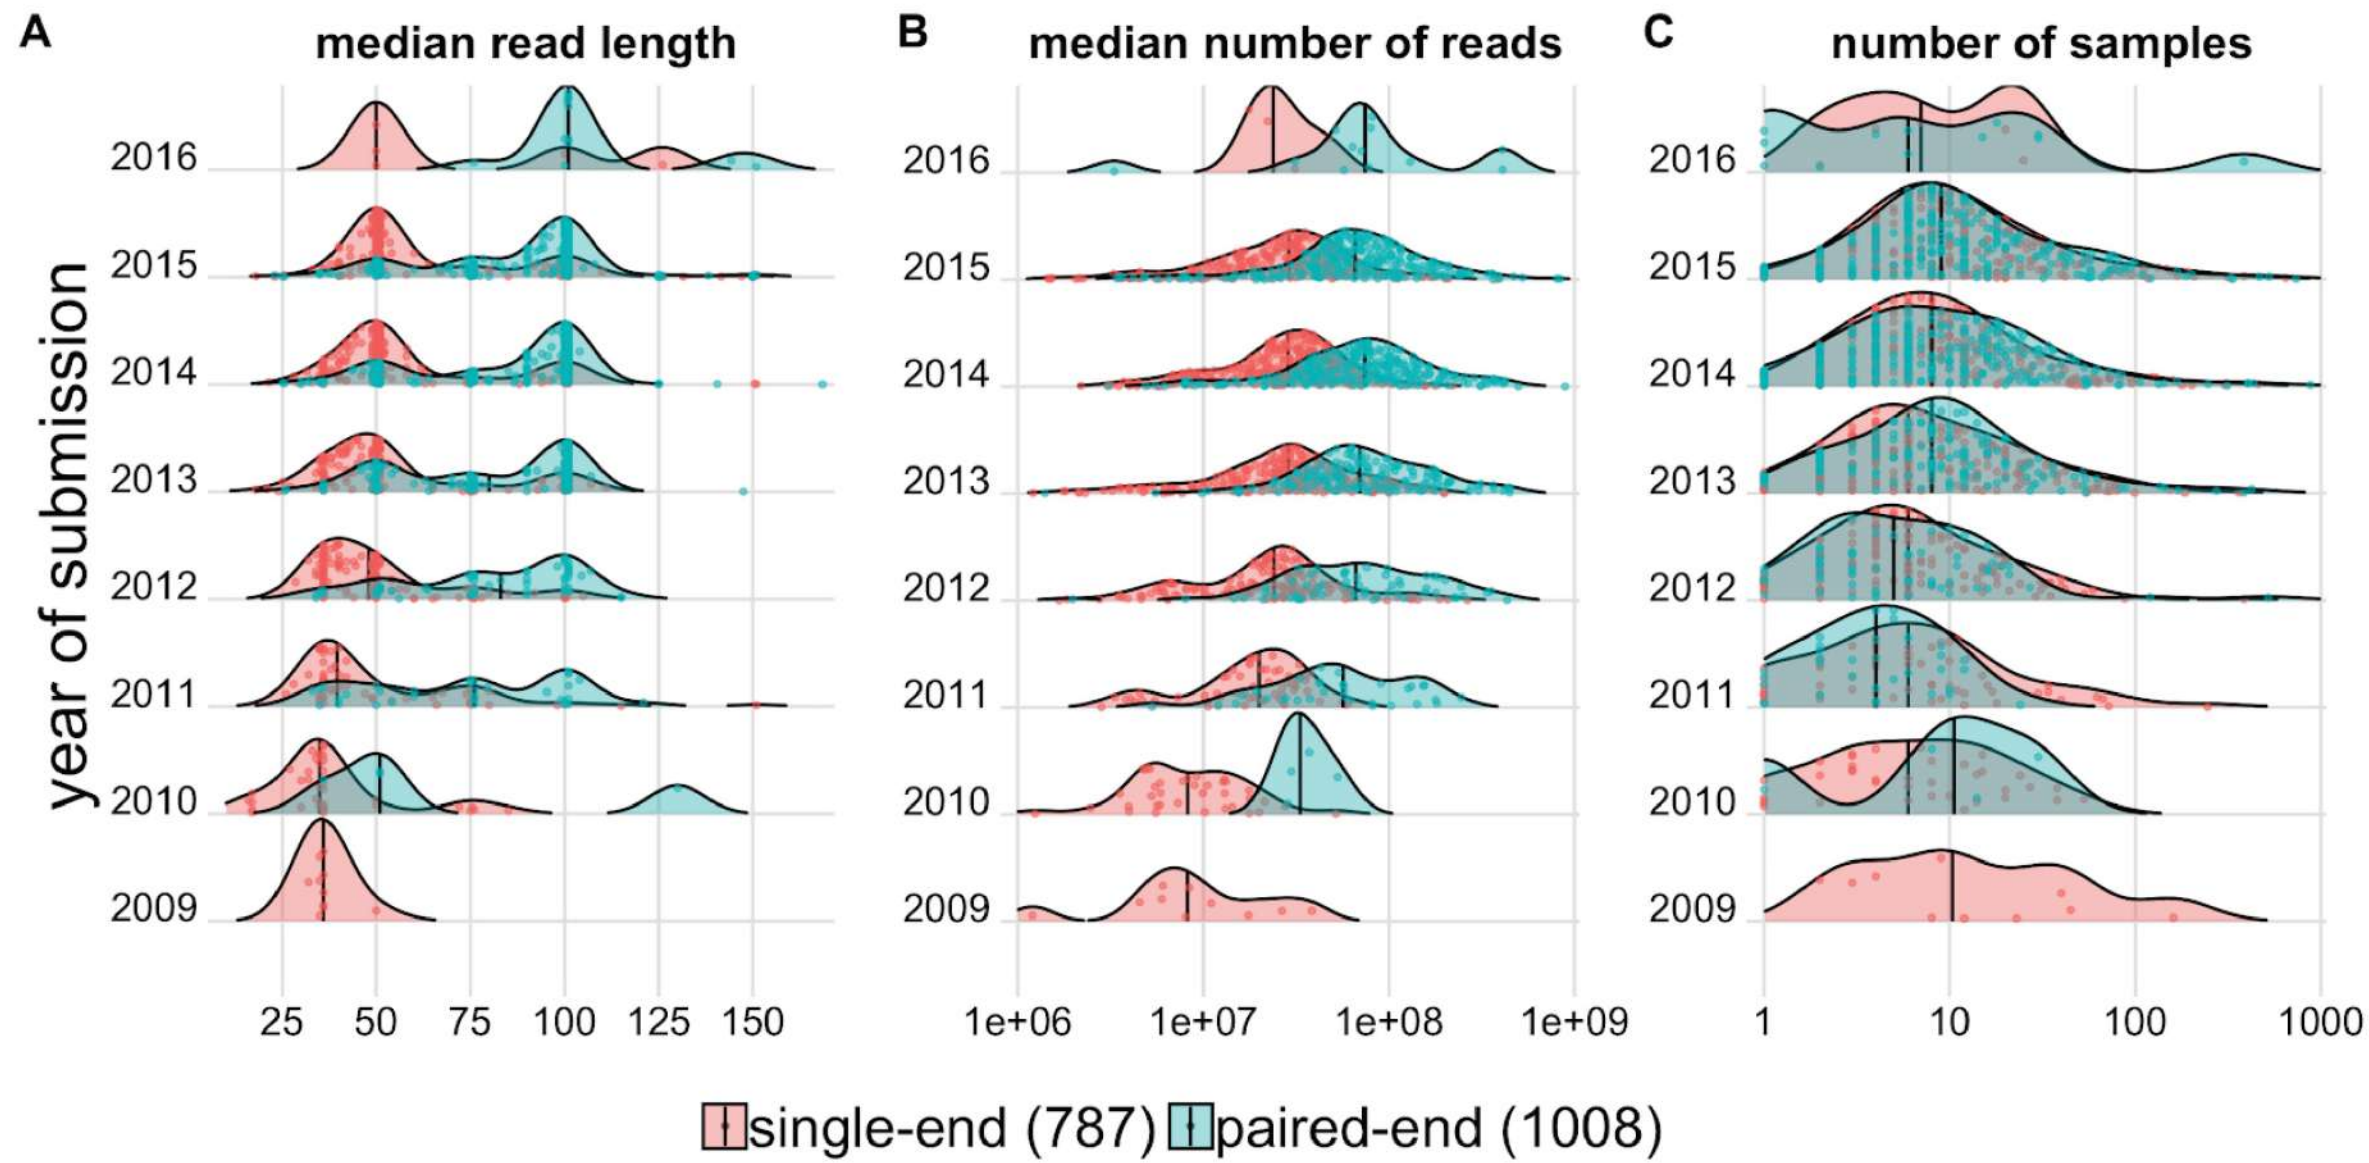 A median read length
B median number of reads
C number of samples
year of submission
2016 2016 2016
2015 2015 2015
2014 2014 2014
2013 2013 2013
2012 2012 2012
2011 2011 2011
2010 2010 2010
2009 2009 2009
25 50 75 100 125 150
1e+06 1e+07 1e+08 1e+09
1 10 100 1000
single-end (787) paired-end (1008)